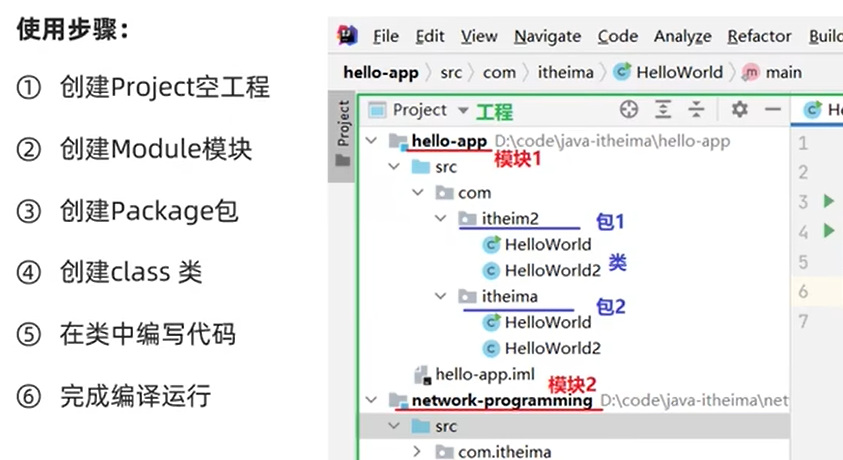 使用步骤：
① 创建Project空工程
② 创建Module模块
③ 创建Package包
④ 创建class 类
⑤ 在类中编写代码
⑥ 完成编译运行
File Edit View Navigate Code Analyze Refactor Build
hello-app 〉 src 〉 com 〉 itheima 〉 HelloWorld 〉 main
Project
Project 工程
hello-app D:\code\java-itheima\hello-app
模块1
src
com
itheim2 包1
HelloWorld
HelloWorld2 类
itheima
包2
HelloWorld
HelloWorld2
hello-app.iml
模块2
network-programming D:\code\java-itheima\net
src
com.itheima
1
2
3
4
5
6
7